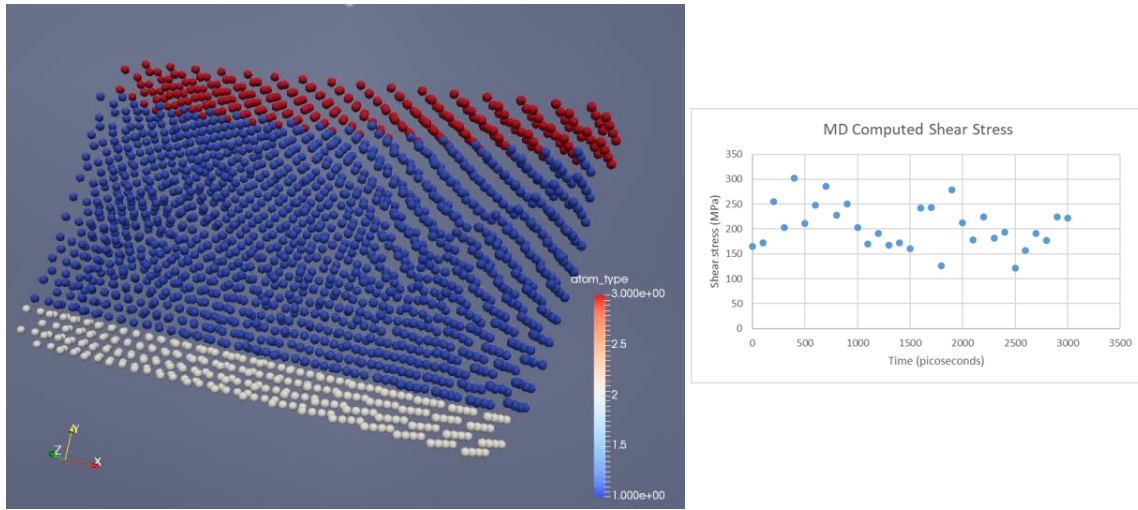 atom_type
3.000e+00
2.5
2
1.5
1.000e+00
Y
Z
X
MD Computed Shear Stress
Shear stress (MPa)
350
300
250
200
150
100
50
0
0 500 1000 1500 2000 2500 3000 3500
Time (picoseconds)